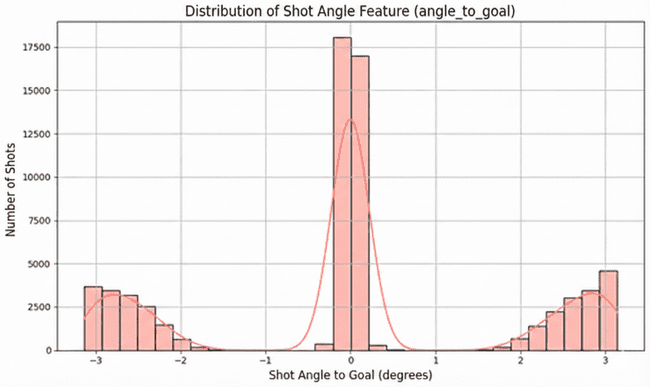 Distribution of Shot Angle Feature (angle_to_goal)
17500
15000
12500
10000
7500
5000
2500
0
Number of Shots
−3 −2 −1 0 1 2 3
Shot Angle to Goal (degrees)